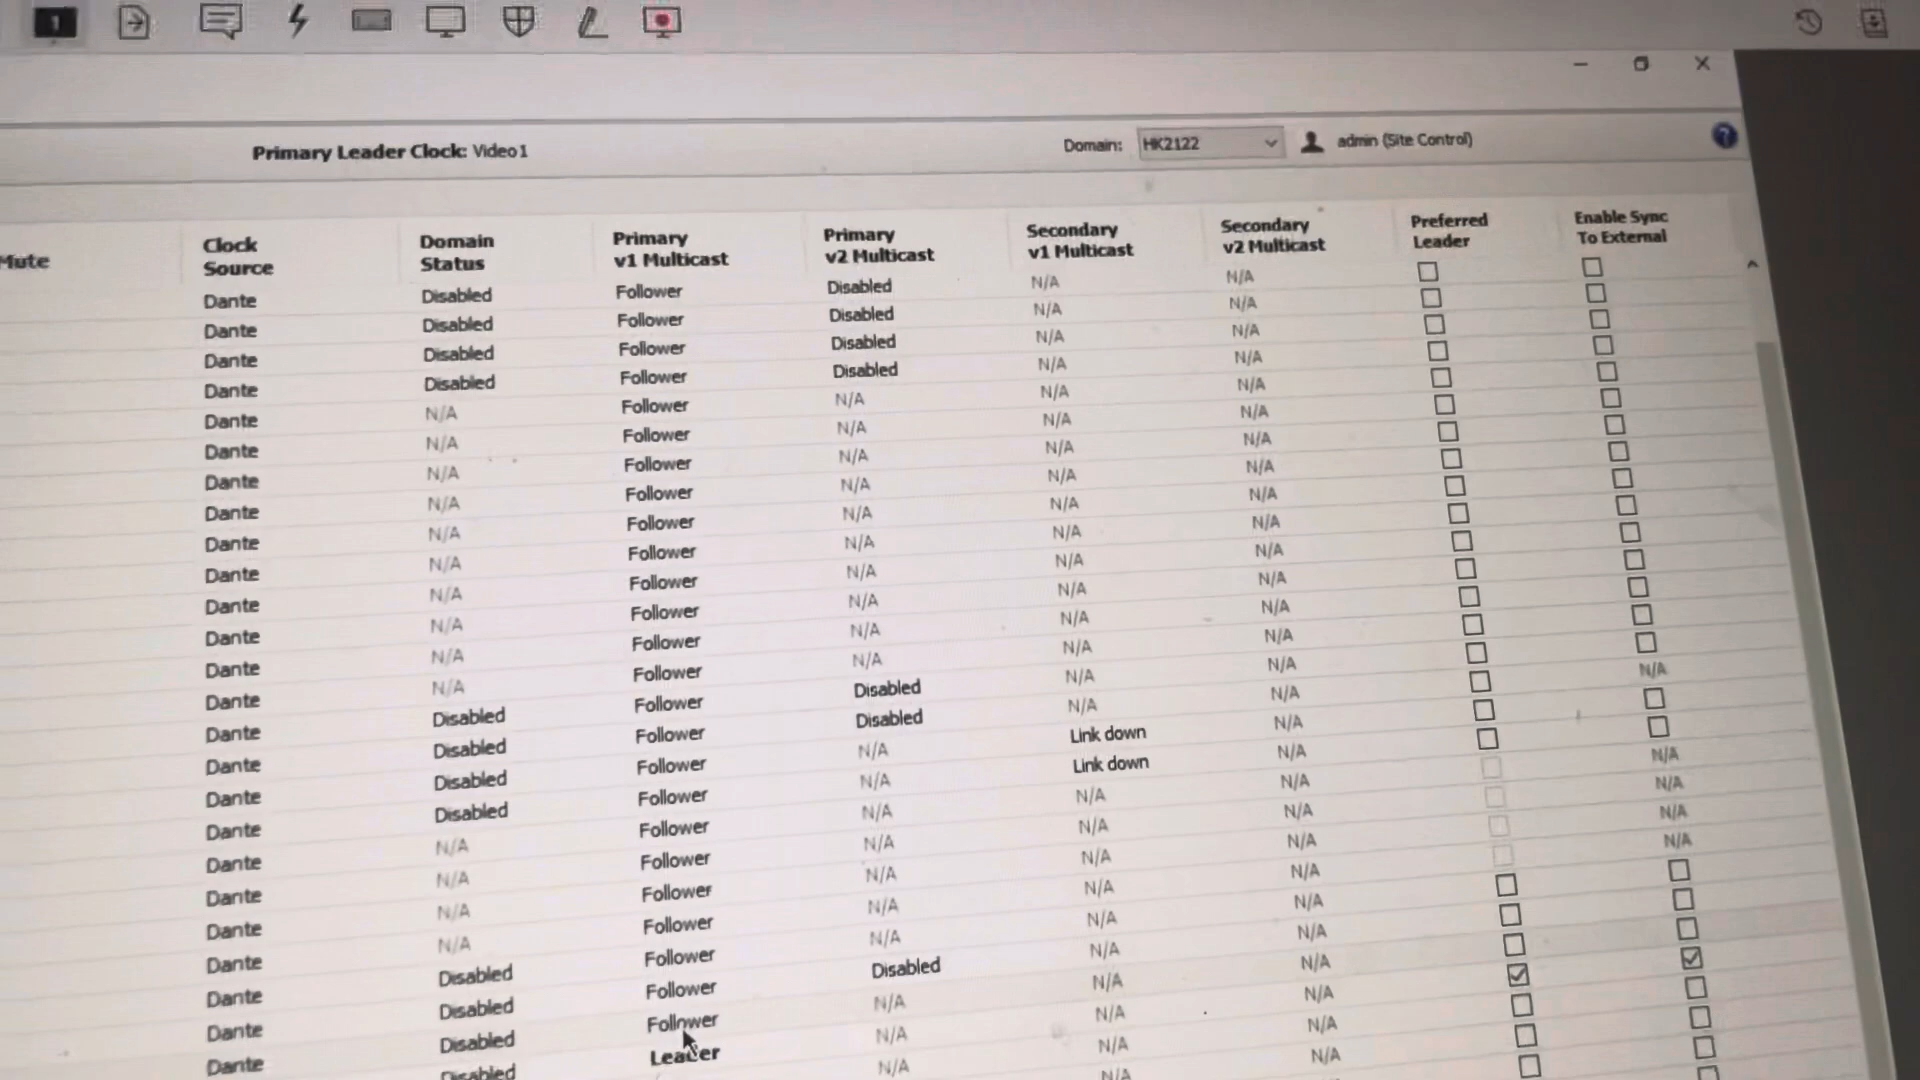 1
Primary Leader Clock: Video1 Domain: HK2122 admin (Site Control) ?
Mute Clock Source Domain Status Primary v1 Multicast Primary v2 Multicast Secondary v1 Multicast Secondary v2 Multicast Preferred Leader Enable Sync To External
Dante Disabled Follower Disabled N/A N/A
Dante Disabled Follower Disabled N/A N/A
Dante Disabled Follower Disabled N/A N/A
Dante Disabled Follower Disabled N/A N/A
Dante N/A Follower N/A N/A N/A
Dante N/A Follower N/A N/A N/A
Dante N/A Follower N/A N/A N/A
Dante N/A Follower N/A N/A N/A
Dante N/A Follower N/A N/A N/A
Dante N/A Follower N/A N/A N/A
Dante N/A Follower N/A N/A N/A
Dante N/A Follower N/A N/A N/A
Dante N/A Follower N/A N/A N/A
Dante N/A Follower N/A N/A N/A
Dante Disabled Follower Disabled N/A N/A
Dante Disabled Follower Disabled N/A N/A N/A
Dante Disabled Follower N/A Link down N/A
Dante Disabled Follower N/A Link down N/A
Dante N/A Follower N/A N/A N/A N/A
Dante N/A Follower N/A N/A N/A N/A
Dante N/A Follower N/A N/A N/A N/A
Dante N/A Follower N/A N/A N/A N/A
Dante Disabled Follower N/A N/A N/A
Dante Disabled Follower Disabled N/A N/A
Dante Disabled Follower N/A N/A N/A
Disabled Leader N/A N/A N/A
N/A N/A N/A
N/A N/A